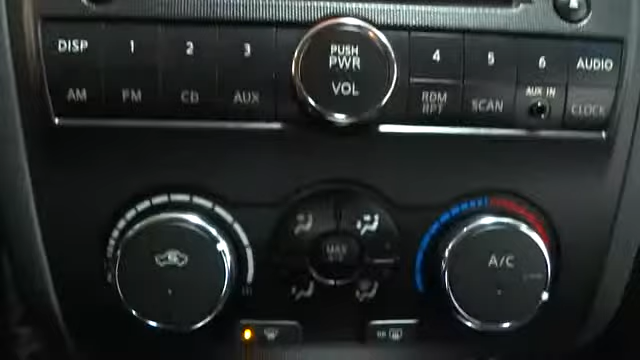 DISP 1 2 3 PUSH PWR VOL 4 5 6 AUDIO
AM FM CD AUX RDM RPT SCAN AUX IN CLOCK
MAX A/C